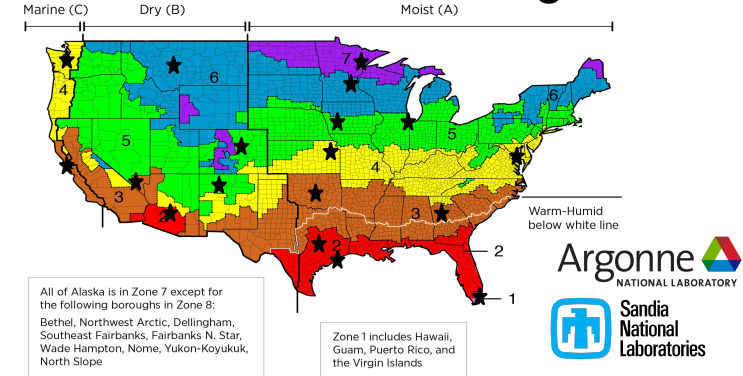 Marine (C)
Dry (B)
Moist (A)
7
6
6
4
5
5
4
3
3
2
2
Warm-Humid
below white line
2
1
Argonne
NATIONAL LABORATORY
Sandia
National
Laboratories
All of Alaska is in Zone 7 except for
the following boroughs in Zone 8:
Bethel, Northwest Arctic, Dellingham,
Southeast Fairbanks, Fairbanks N. Star,
Wade Hampton, Nome, Yukon-Koyukuk,
North Slope
Zone 1 includes Hawaii,
Guam, Puerto Rico, and
the Virgin Islands